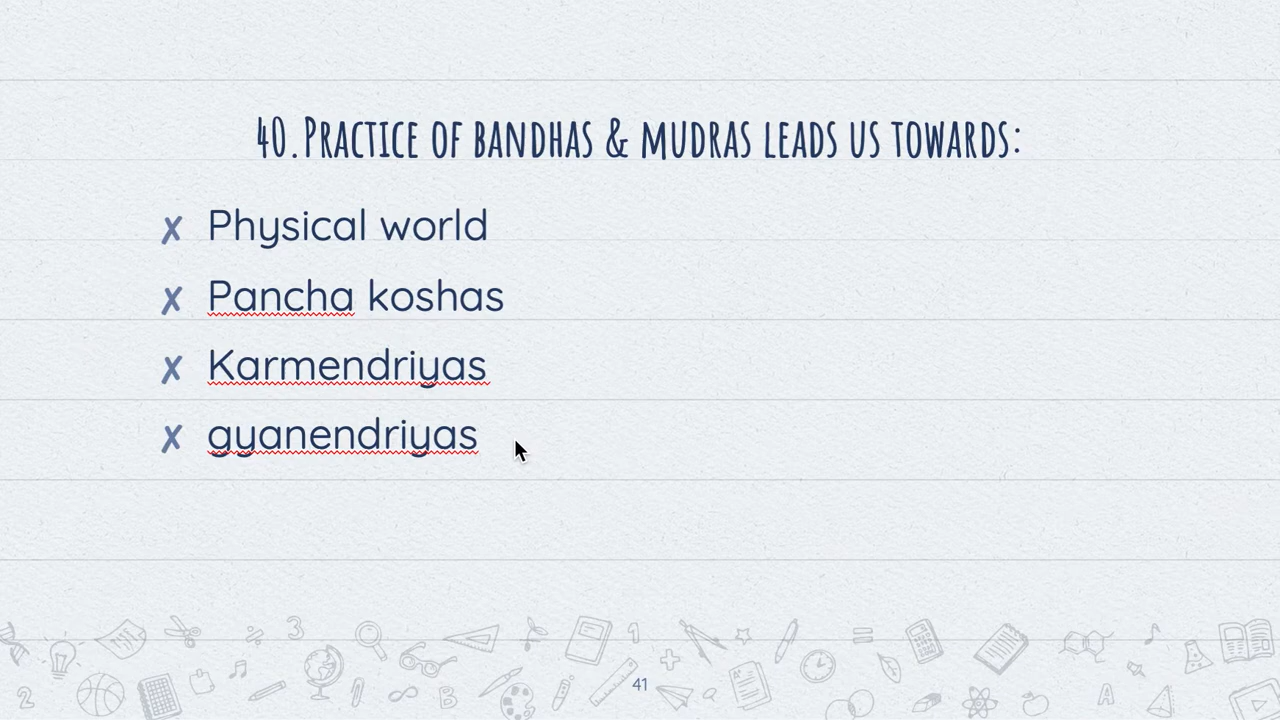 40.Practice of bandhas & mudras leads us towards:
✗ Physical world
✗ Pancha koshas
✗ Karmendriyas
✗ gyanendriyas
41